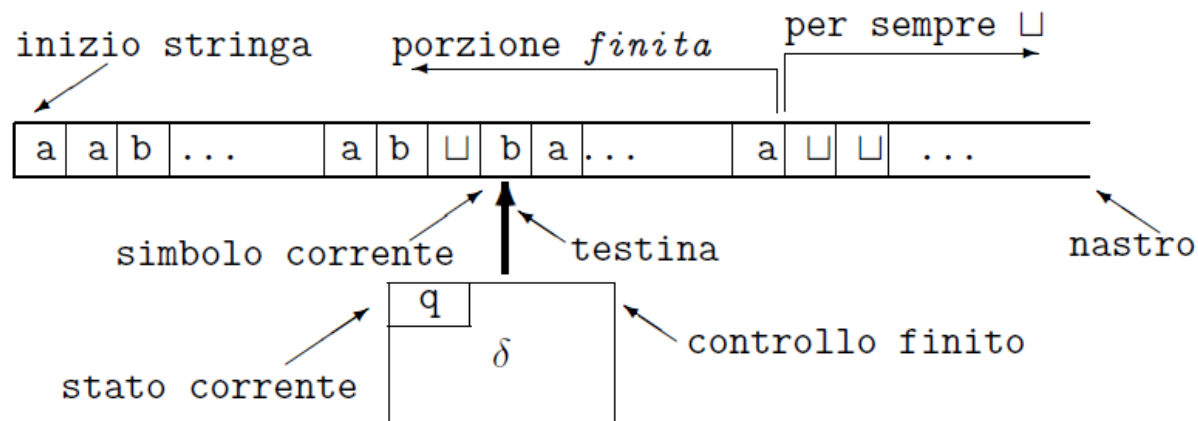 inizio stringa
porzione finita
per sempre ⊔
a a b ... a b ⊔ b a ... a ⊔ ⊔ ...
simbolo corrente
testina
nastro
q
δ
controllo finito
stato corrente